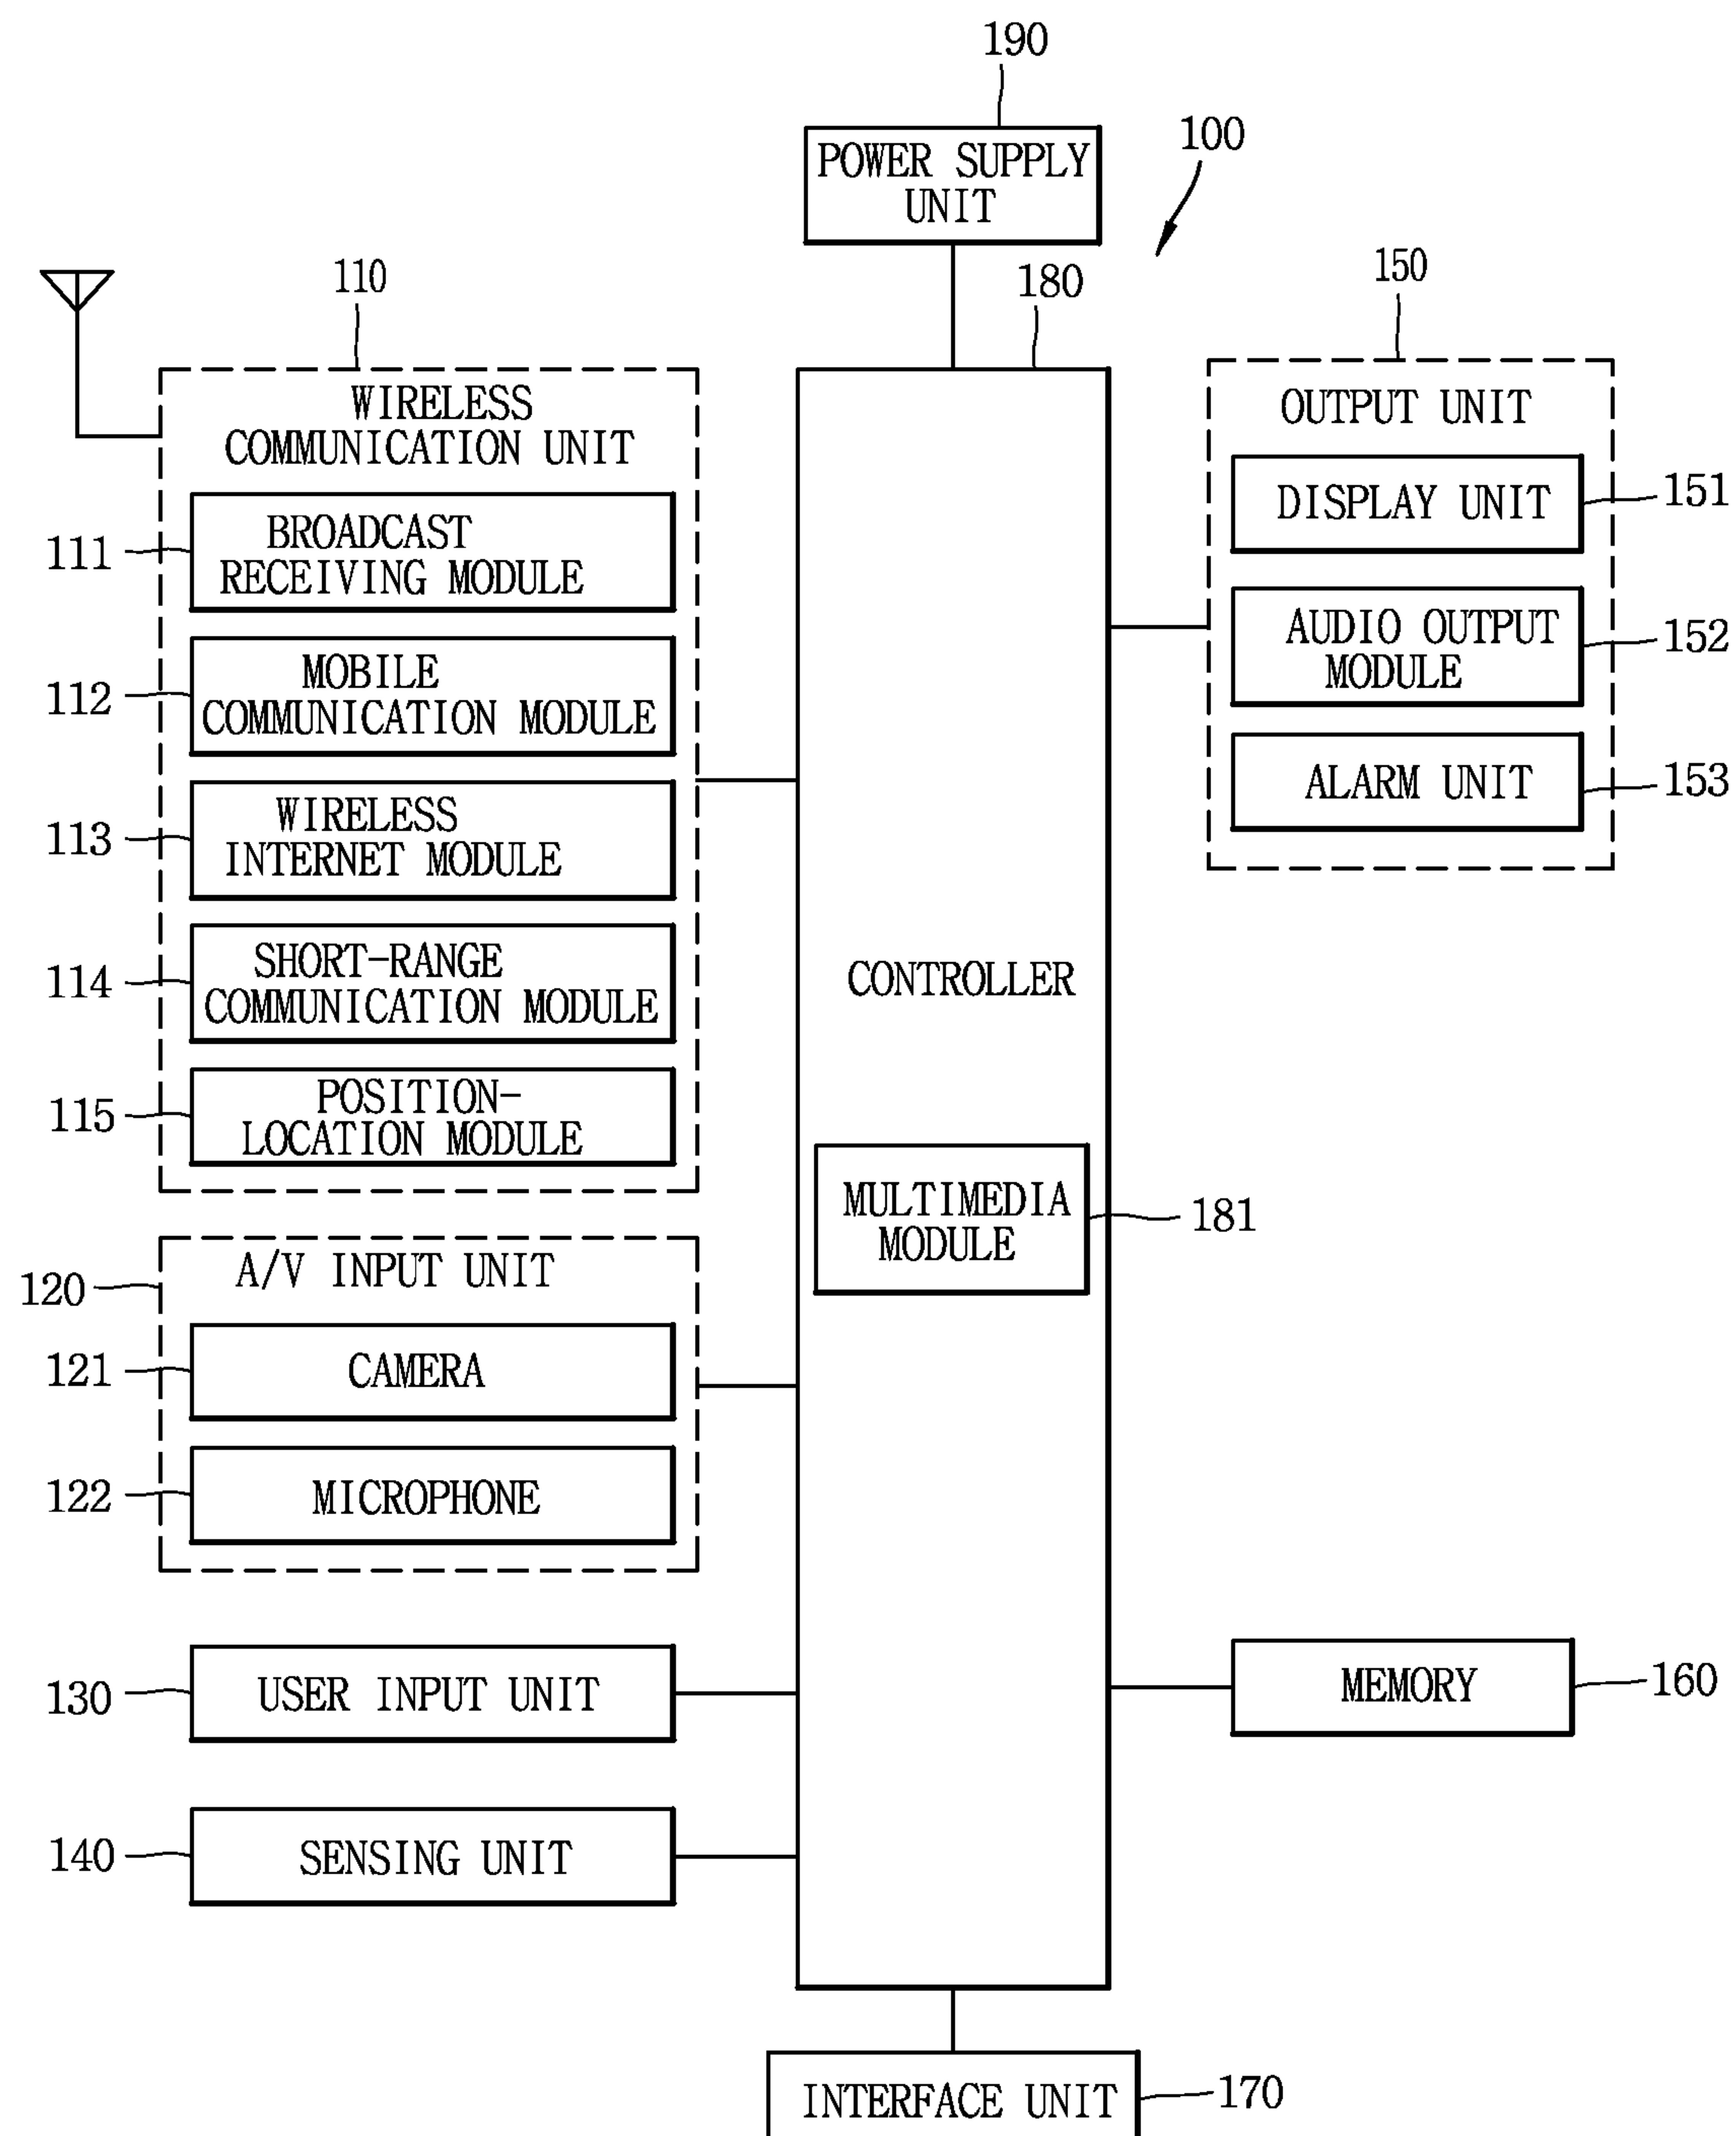 190
POWER SUPPLY
UNIT
100
110
180
150
WIRELESS
COMMUNICATION UNIT
111
BROADCAST
RECEIVING MODULE
112
MOBILE
COMMUNICATION MODULE
113
WIRELESS
INTERNET MODULE
114
SHORT-RANGE
COMMUNICATION MODULE
115
POSITION-
LOCATION MODULE
120
A/V INPUT UNIT
121
CAMERA
122
MICROPHONE
130
USER INPUT UNIT
140
SENSING UNIT
CONTROLLER
MULTIMEDIA
MODULE
181
OUTPUT UNIT
DISPLAY UNIT
151
AUDIO OUTPUT
MODULE
152
ALARM UNIT
153
MEMORY
160
INTERFACE UNIT
170